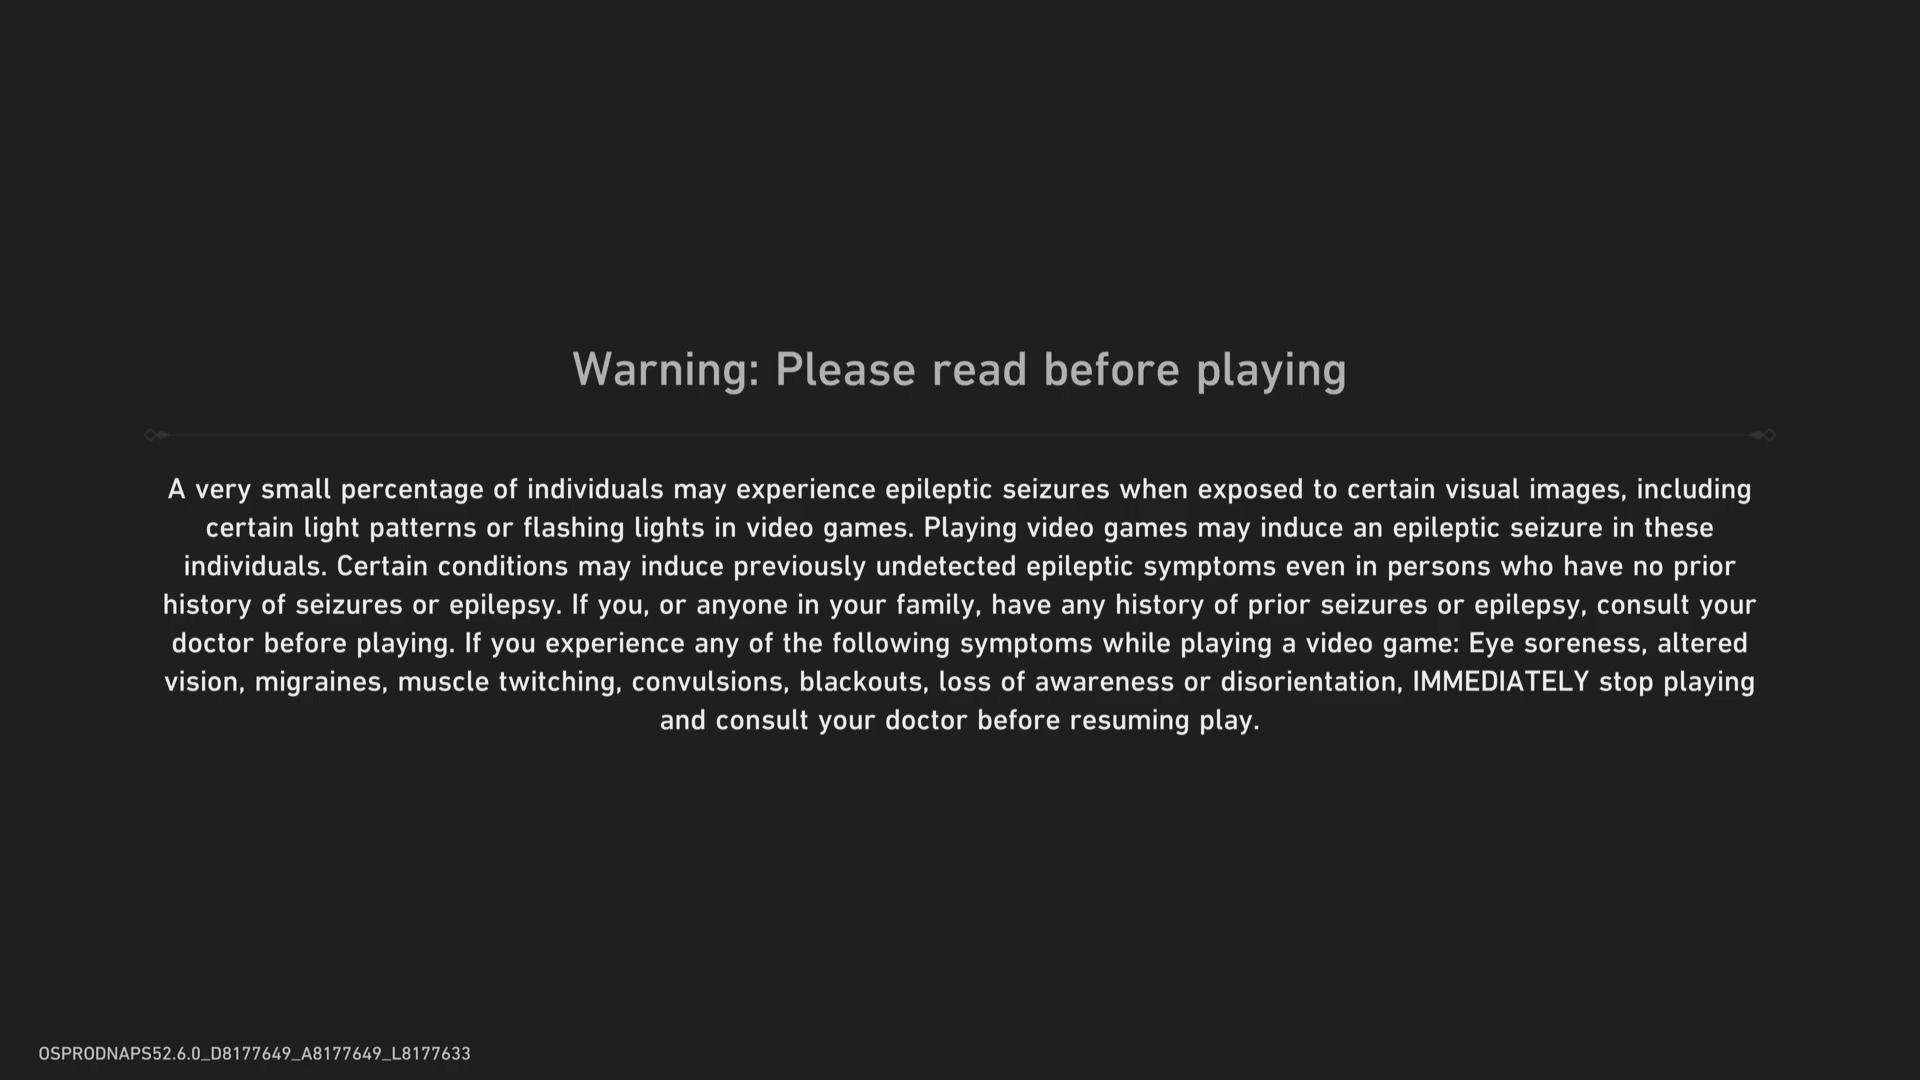 Warning: Please read before playing
A very small percentage of individuals may experience epileptic seizures when exposed to certain visual images, including
certain light patterns or flashing lights in video games. Playing video games may induce an epileptic seizure in these
individuals. Certain conditions may induce previously undetected epileptic symptoms even in persons who have no prior
history of seizures or epilepsy. If you, or anyone in your family, have any history of prior seizures or epilepsy, consult your
doctor before playing. If you experience any of the following symptoms while playing a video game: Eye soreness, altered
vision, migraines, muscle twitching, convulsions, blackouts, loss of awareness or disorientation, IMMEDIATELY stop playing
and consult your doctor before resuming play.
OSPRODNAPS52.6.0_D8177649_A8177649_L8177633